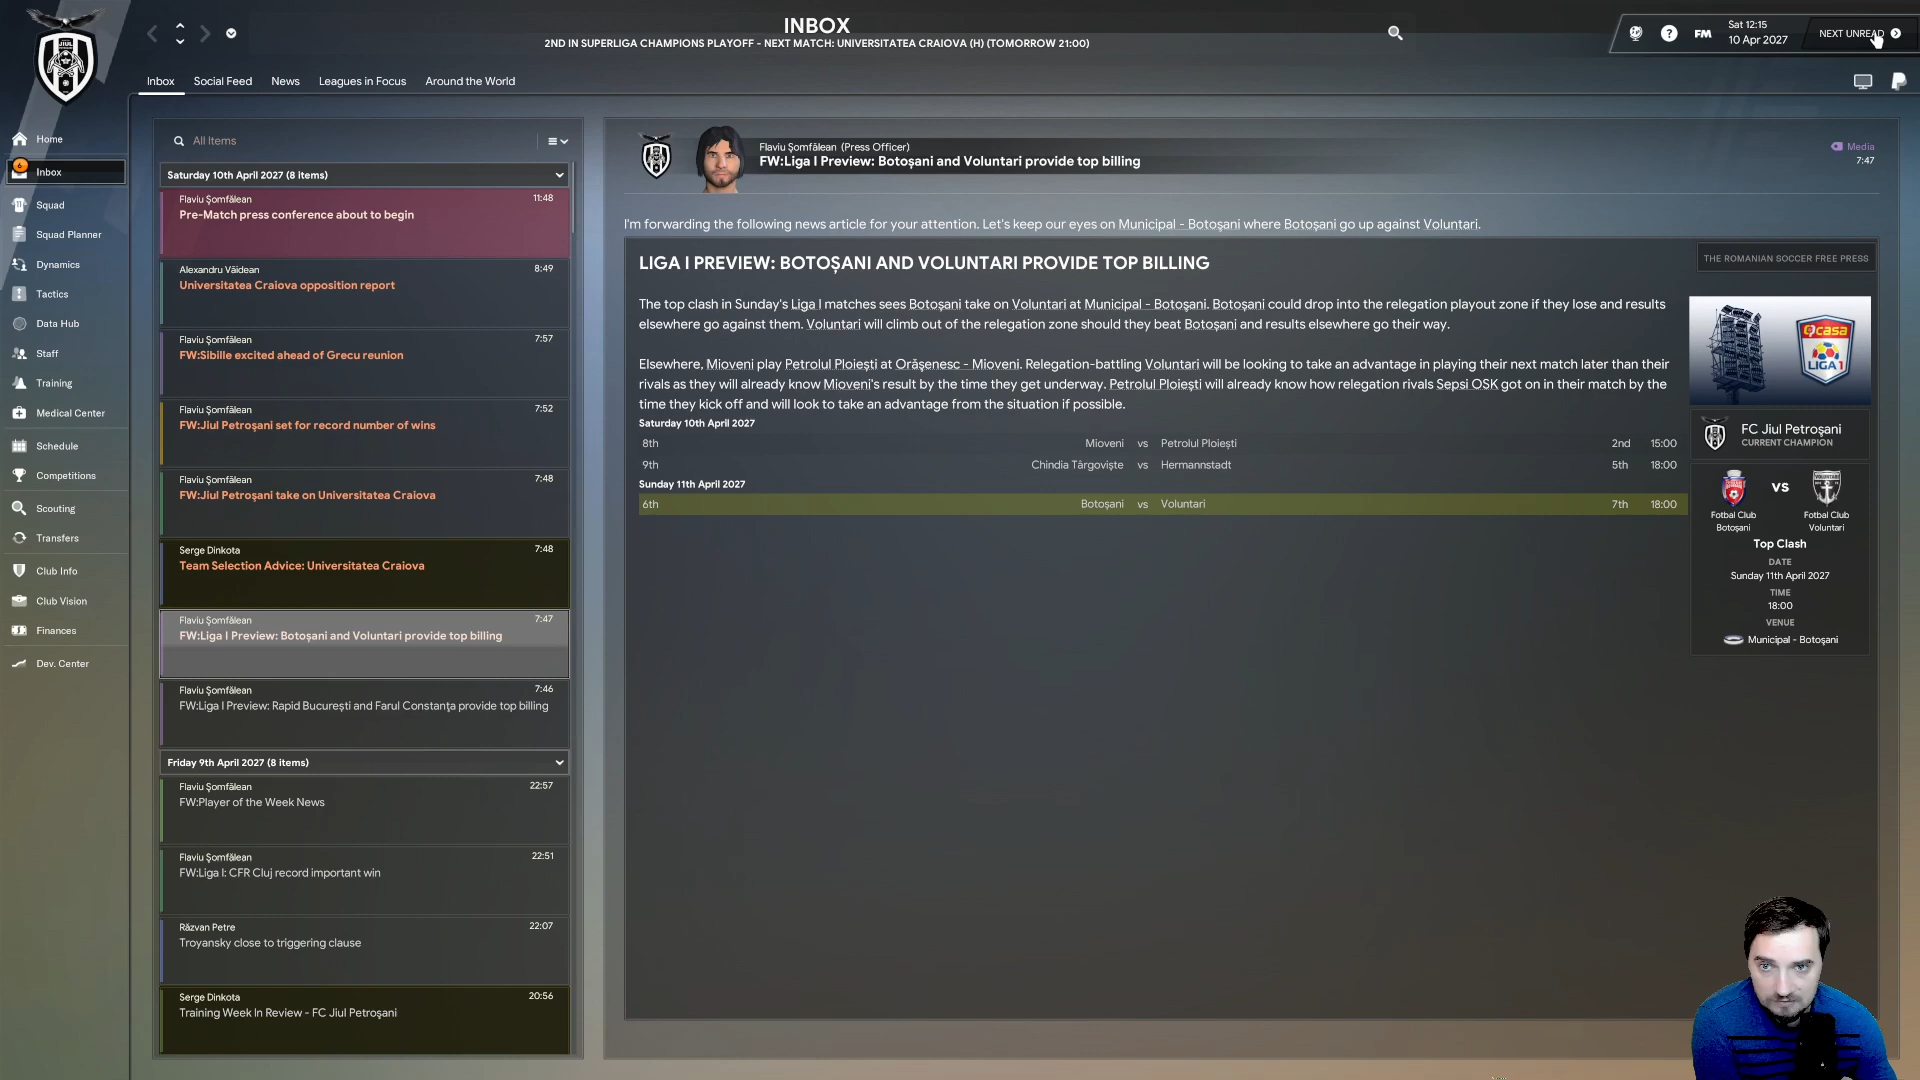 INBOX
2ND IN SUPERLIGA CHAMPIONS PLAYOFF - NEXT MATCH: UNIVERSITATEA CRAIOVA (H) (TOMORROW 21:00)
FM
Sat 12:15
10 Apr 2027
NEXT UNREAD
Inbox
Social Feed
News
Leagues in Focus
Around the World
Home
6
Inbox
Squad
Squad Planner
Dynamics
Tactics
Data Hub
Staff
Training
Medical Center
Schedule
Competitions
Scouting
Transfers
Club Info
Club Vision
Finances
Dev. Center
All Items
Saturday 10th April 2027 (8 items)
Flaviu Şomfălean 11:48
Pre-Match press conference about to begin
Alexandru Văidean 8:49
Universitatea Craiova opposition report
Flaviu Şomfălean 7:57
FW:Sibille excited ahead of Grecu reunion
Flaviu Şomfălean 7:52
FW:Jiul Petroşani set for record number of wins
Flaviu Şomfălean 7:48
FW:Jiul Petroşani take on Universitatea Craiova
Serge Dinkota 7:48
Team Selection Advice: Universitatea Craiova
Flaviu Şomfălean 7:47
FW:Liga I Preview: Botoșani and Voluntari provide top billing
Flaviu Şomfălean 7:46
FW:Liga I Preview: Rapid București and Farul Constanţa provide top billing
Friday 9th April 2027 (8 items)
Flaviu Şomfălean 22:57
FW:Player of the Week News
Flaviu Şomfălean 22:51
FW:Liga I: CFR Cluj record important win
Răzvan Petre 22:07
Troyansky close to triggering clause
Serge Dinkota 20:56
Training Week In Review - FC Jiul Petroşani
Flaviu Şomfălean (Press Officer)
FW:Liga I Preview: Botoșani and Voluntari provide top billing
Media
7:47
I'm forwarding the following news article for your attention. Let's keep our eyes on Municipal - Botoşani where Botoșani go up against Voluntari.
LIGA I PREVIEW: BOTOȘANI AND VOLUNTARI PROVIDE TOP BILLING
THE ROMANIAN SOCCER FREE PRESS
The top clash in Sunday's Liga I matches sees Botoșani take on Voluntari at Municipal - Botoşani. Botoșani could drop into the relegation playout zone if they lose and results
elsewhere go against them. Voluntari will climb out of the relegation zone should they beat Botoșani and results elsewhere go their way.
Elsewhere, Mioveni play Petrolul Ploiești at Orăşenesc - Mioveni. Relegation-battling Voluntari will be looking to take an advantage in playing their next match later than their
rivals as they will already know Mioveni's result by the time they get underway. Petrolul Ploiești will already know how relegation rivals Sepsi OSK got on in their match by the
time they kick off and will look to take an advantage from the situation if possible.
Saturday 10th April 2027
8th Mioveni vs Petrolul Ploiești 2nd 15:00
9th Chindia Târgoviște vs Hermannstadt 5th 18:00
Sunday 11th April 2027
6th Botoșani vs Voluntari 7th 18:00
casa
LIGA 1
FC Jiul Petroşani
CURRENT CHAMPION
VS
Fotbal Club
Botoșani
Fotbal Club
Voluntari
Top Clash
DATE
Sunday 11th April 2027
TIME
18:00
VENUE
Municipal - Botoşani